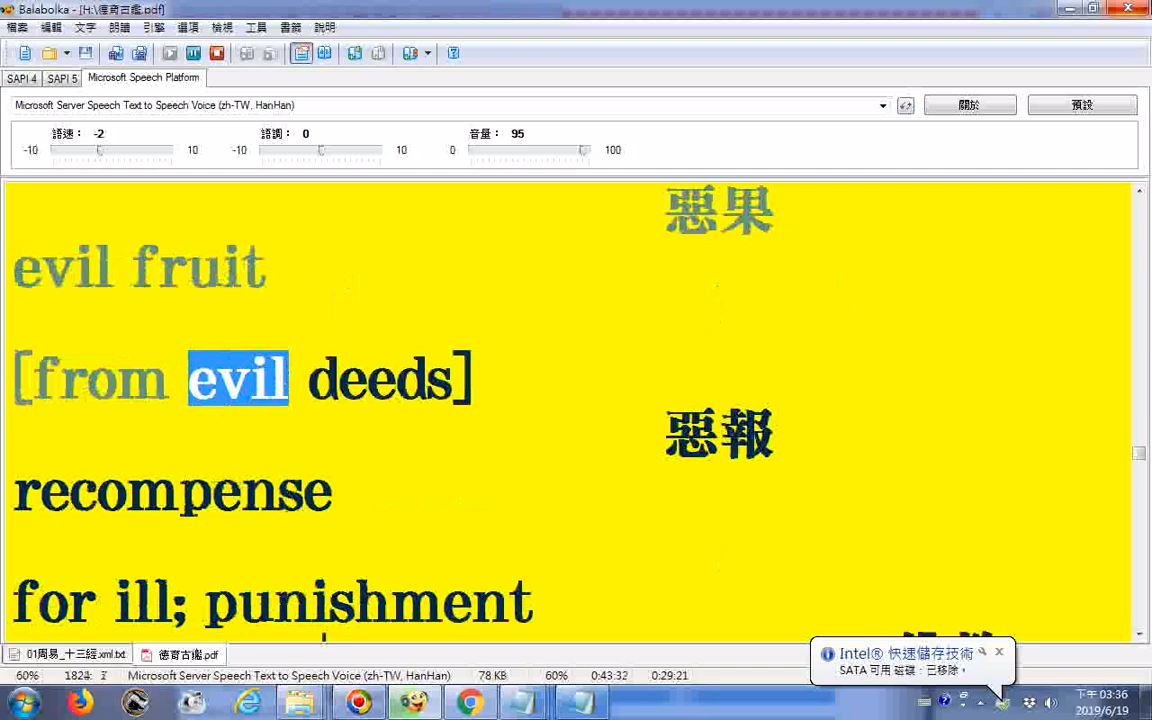 Balabolka - [H:\德育古鑑.pdf]
檔案 編輯 文字 朗讀 引擎 選項 檢視 工具 書籤 說明
SAPI 4 SAPI 5 Microsoft Speech Platform
Microsoft Server Speech Text to Speech Voice (zh-TW, HanHan)
關於 預設
語速： -2 語調： 0 音量： 95
-10 10 -10 10 0 100
惡果
evil fruit
[from evil deeds]
惡報
recompense
for ill; punishment
Intel® 快速儲存技術
SATA 可用 磁碟：已移除。
01周易_十三經.xml.txt 德育古鑑.pdf
60% 1824: 7 Microsoft Server Speech Text to Speech Voice (zh-TW, HanHan) 78 KB 60% 0:43:32 0:29:21
下午 03:36
2019/6/19